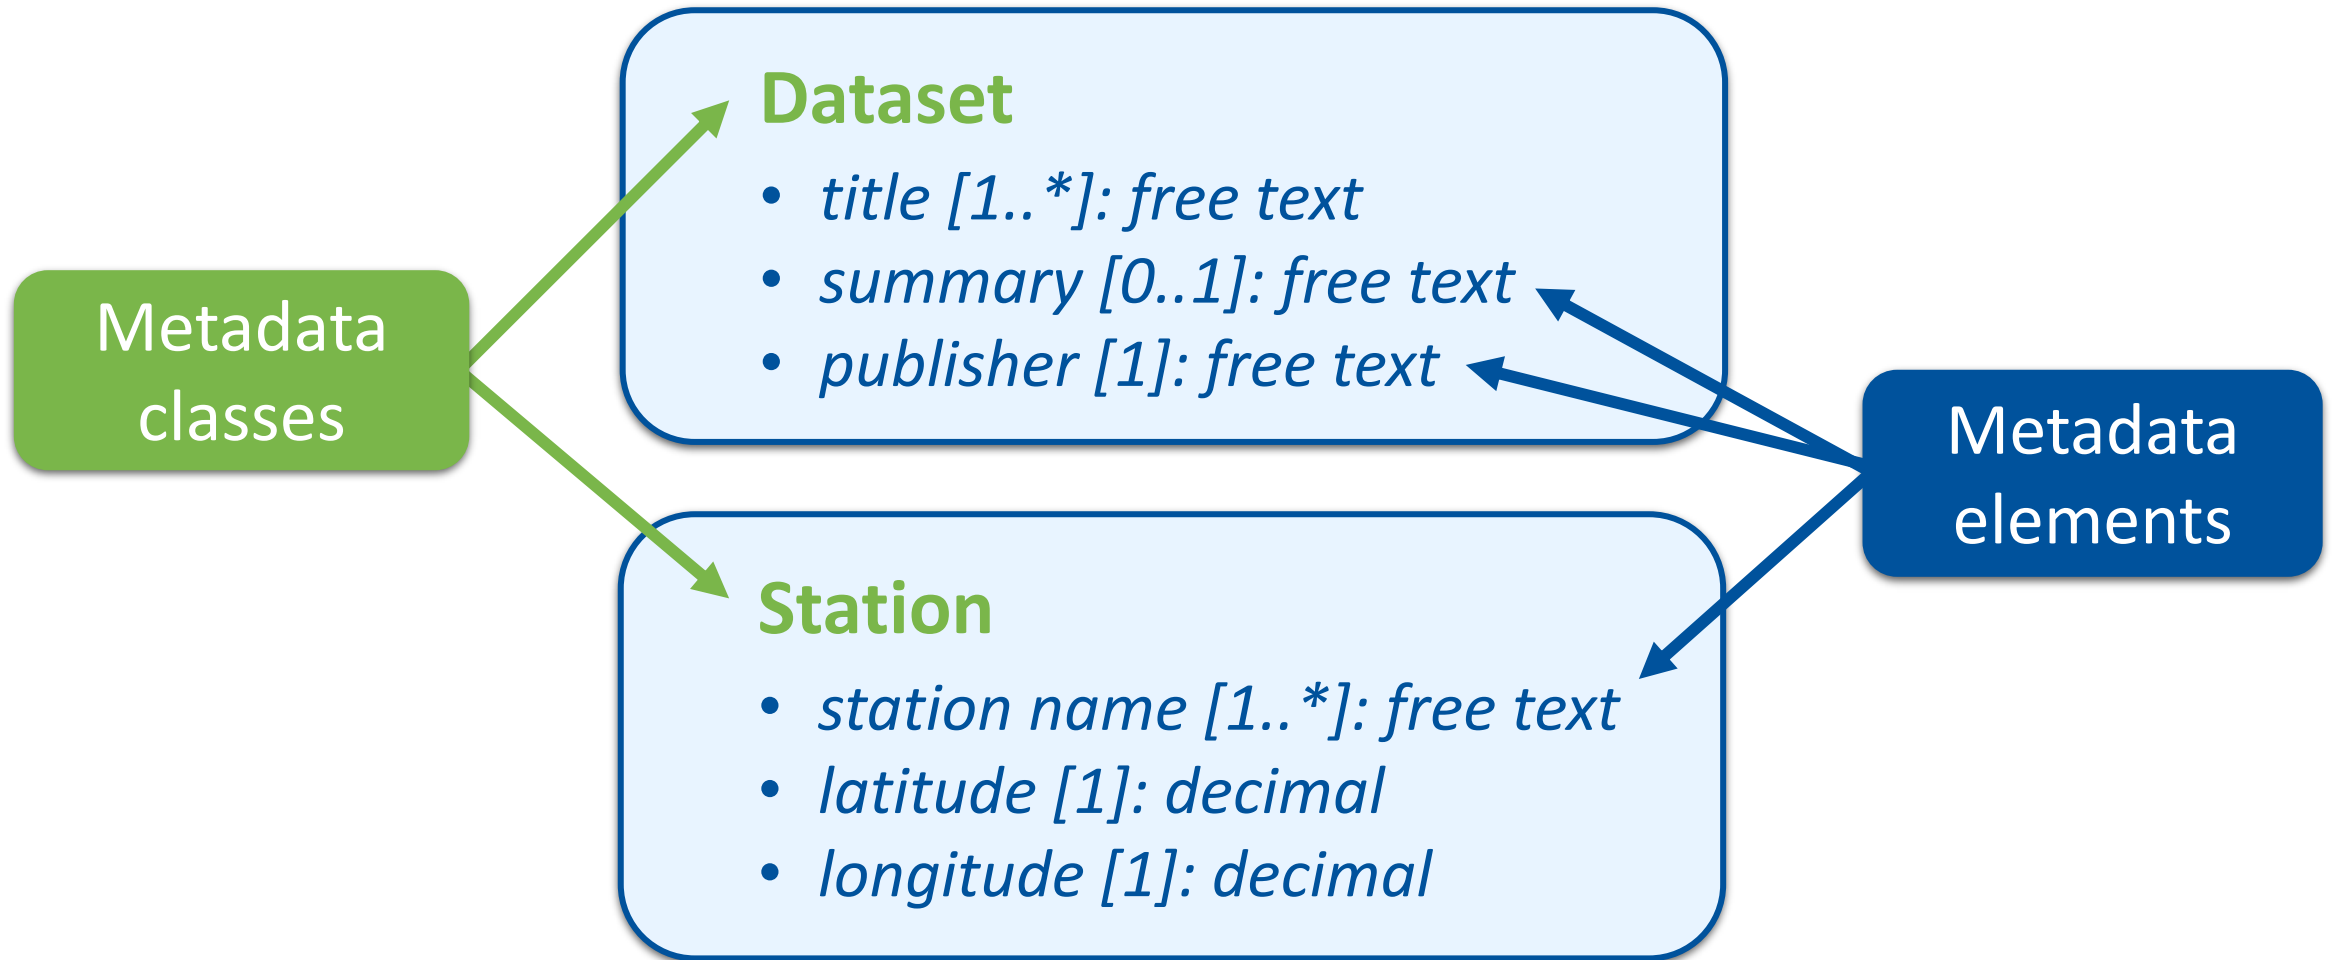 Metadata
classes
Dataset
• title [1..*]: free text
• summary [0..1]: free text
• publisher [1]: free text
Station
• station name [1..*]: free text
• latitude [1]: decimal
• longitude [1]: decimal
Metadata
elements